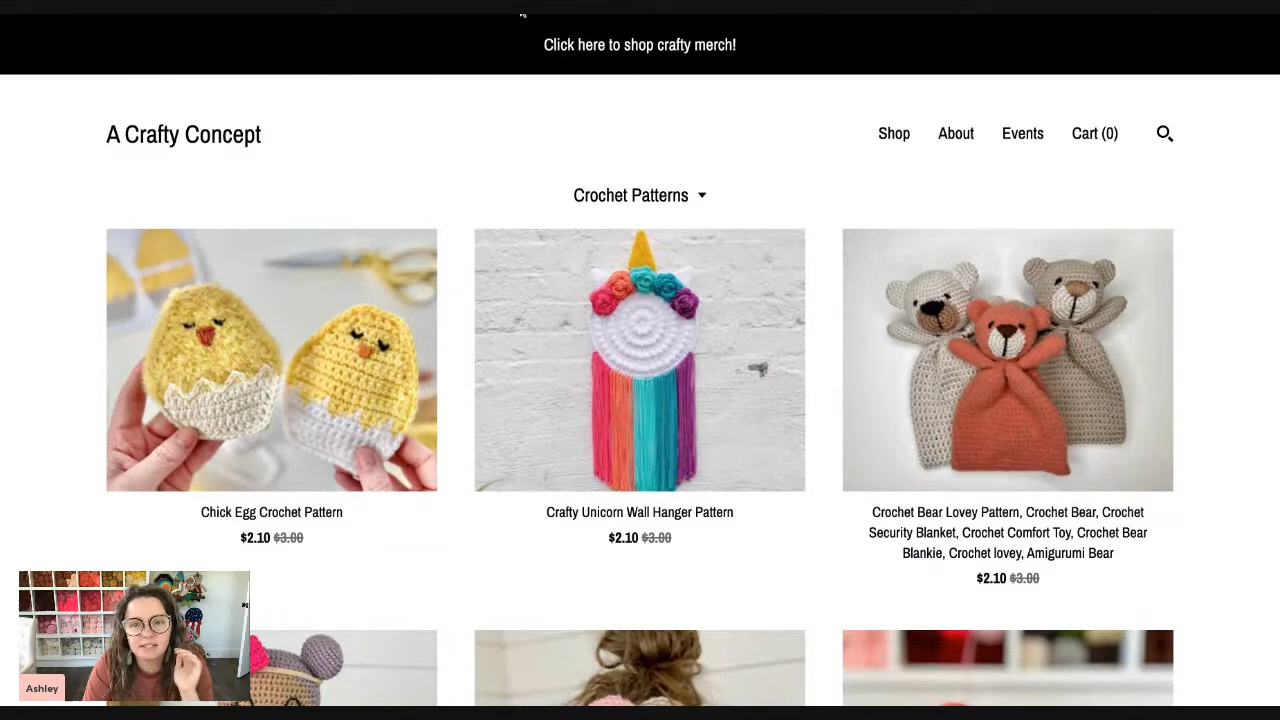 Click here to shop crafty merch!
A Crafty Concept
Shop About Events Cart (0)
Crochet Patterns
Chick Egg Crochet Pattern
$2.10 $3.00
Crafty Unicorn Wall Hanger Pattern
$2.10 $3.00
Crochet Bear Lovey Pattern, Crochet Bear, Crochet
Security Blanket, Crochet Comfort Toy, Crochet Bear
Blankie, Crochet lovey, Amigurumi Bear
$2.10 $3.00
Ashley